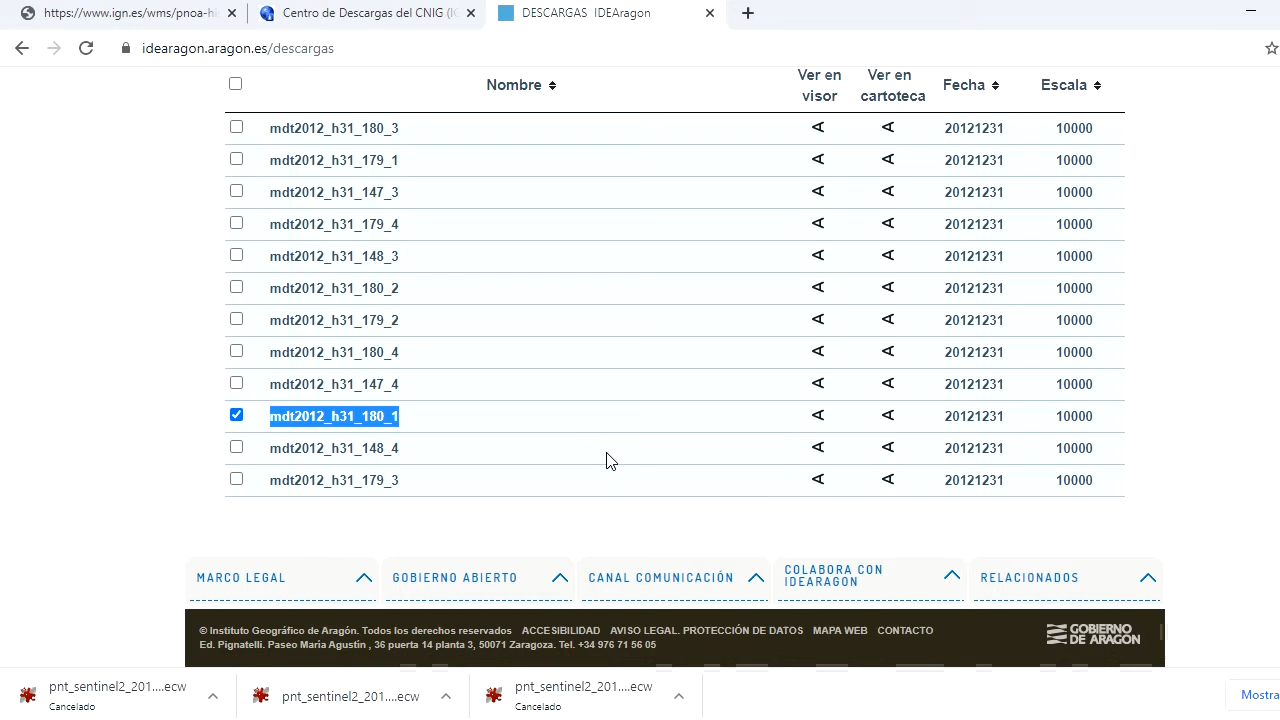 https://www.ign.es/wms/pnoa-hi
Centro de Descargas del CNIG (IG
DESCARGAS IDEAragon
idearagon.aragon.es/descargas
Nombre
Ver en visor
Ver en cartoteca
Fecha
Escala
mdt2012_h31_180_3 20121231 10000
mdt2012_h31_179_1 20121231 10000
mdt2012_h31_147_3 20121231 10000
mdt2012_h31_179_4 20121231 10000
mdt2012_h31_148_3 20121231 10000
mdt2012_h31_180_2 20121231 10000
mdt2012_h31_179_2 20121231 10000
mdt2012_h31_180_4 20121231 10000
mdt2012_h31_147_4 20121231 10000
mdt2012_h31_180_1 20121231 10000
mdt2012_h31_148_4 20121231 10000
mdt2012_h31_179_3 20121231 10000
MARCO LEGAL
GOBIERNO ABIERTO
CANAL COMUNICACIÓN
COLABORA CON
IDEARAGON
RELACIONADOS
© Instituto Geográfico de Aragón. Todos los derechos reservados ACCESIBILIDAD AVISO LEGAL. PROTECCIÓN DE DATOS MAPA WEB CONTACTO
Ed. Pignatelli. Paseo María Agustín , 36 puerta 14 planta 3, 50071 Zaragoza. Tel. +34 976 71 56 05
GOBIERNO
DE ARAGON
pnt_sentinel2_201....ecw
Cancelado
pnt_sentinel2_201....ecw
pnt_sentinel2_201....ecw
Cancelado
Mostra